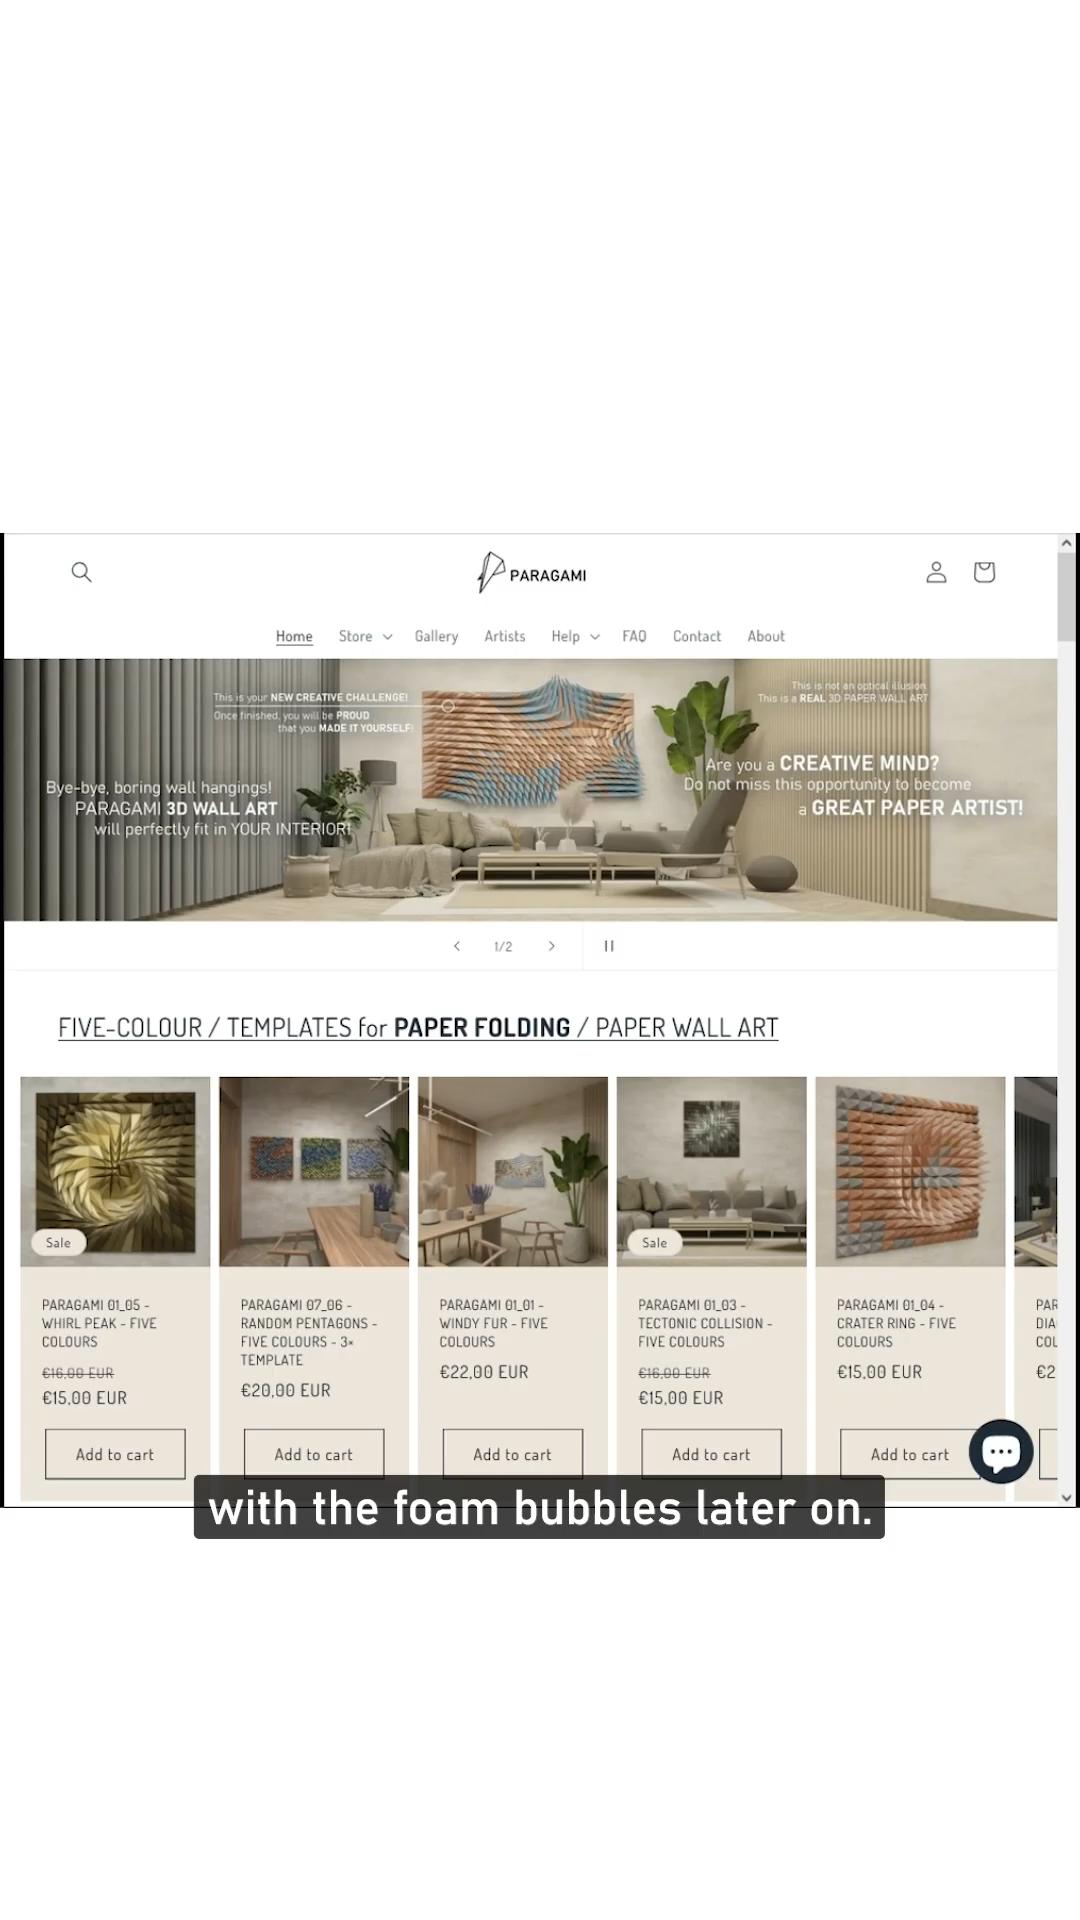 PARAGAMI
Home
Store
Gallery
Artists
Help
FAQ
Contact
About
This is your NEW CREATIVE CHALLENGE!
Once finished, you will be PROUD
that you MADE IT YOURSELF!
This is not an optical illusion.
This is a REAL 3D PAPER WALL ART
Bye-bye, boring wall hangings!
PARAGAMI 3D WALL ART
will perfectly fit in YOUR INTERIOR!
Are you a CREATIVE MIND?
Do not miss this opportunity to become
a GREAT PAPER ARTIST!
1/2
FIVE-COLOUR / TEMPLATES for PAPER FOLDING / PAPER WALL ART
Sale
PARAGAMI 01_05 -
WHIRL PEAK - FIVE
COLOURS
€16,00 EUR
€15,00 EUR
Add to cart
PARAGAMI 07_06 -
RANDOM PENTAGONS -
FIVE COLOURS - 3×
TEMPLATE
€20,00 EUR
Add to cart
PARAGAMI 01_01 -
WINDY FUR - FIVE
COLOURS
€22,00 EUR
Add to cart
Sale
PARAGAMI 01_03 -
TECTONIC COLLISION -
FIVE COLOURS
€16,00 EUR
€15,00 EUR
Add to cart
PARAGAMI 01_04 -
CRATER RING - FIVE
COLOURS
€15,00 EUR
Add to cart
PAR
DIA
COL
€2
with the foam bubbles later on.